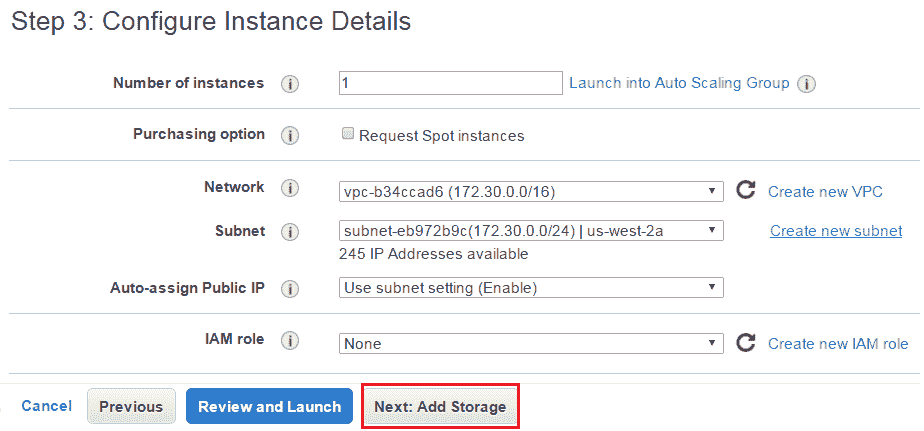 Step 3: Configure Instance Details
Number of instances i 1 Launch into Auto Scaling Group i
Purchasing option i Request Spot instances
Network i vpc-b34ccad6 (172.30.0.0/16) Create new VPC
Subnet i subnet-eb972b9c(172.30.0.0/24) | us-west-2a Create new subnet
245 IP Addresses available
Auto-assign Public IP i Use subnet setting (Enable)
IAM role i None Create new IAM role
Cancel Previous Review and Launch Next: Add Storage